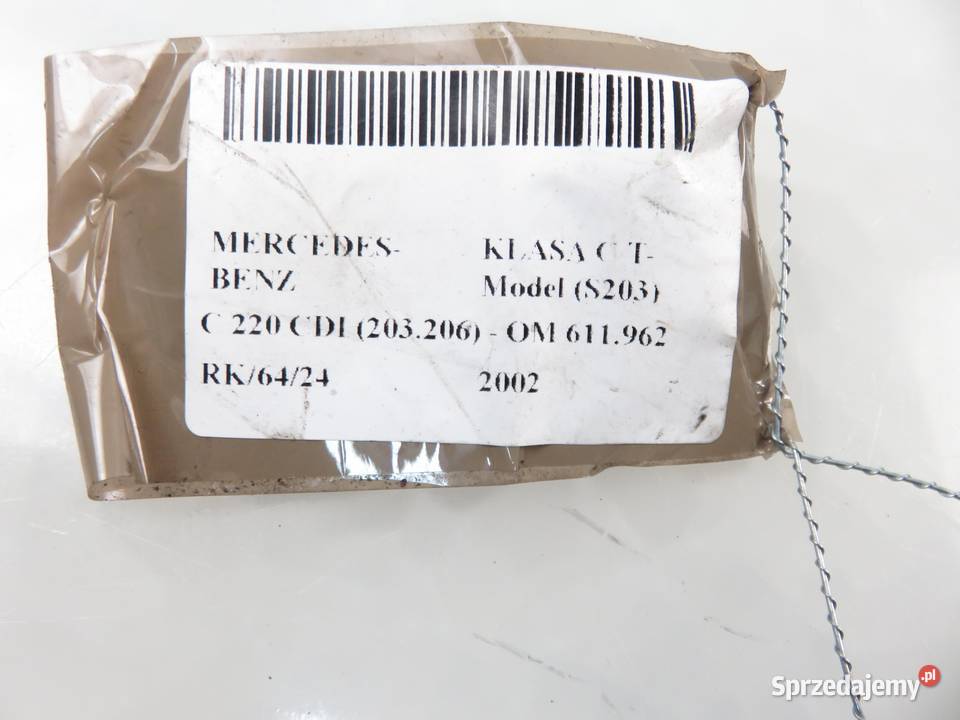 MERCEDES-
BENZ
KLASA C T-
Model (S203)
C 220 CDI (203.206) - OM 611.962
RK/64/24
2002
Sprzedajemy.pl